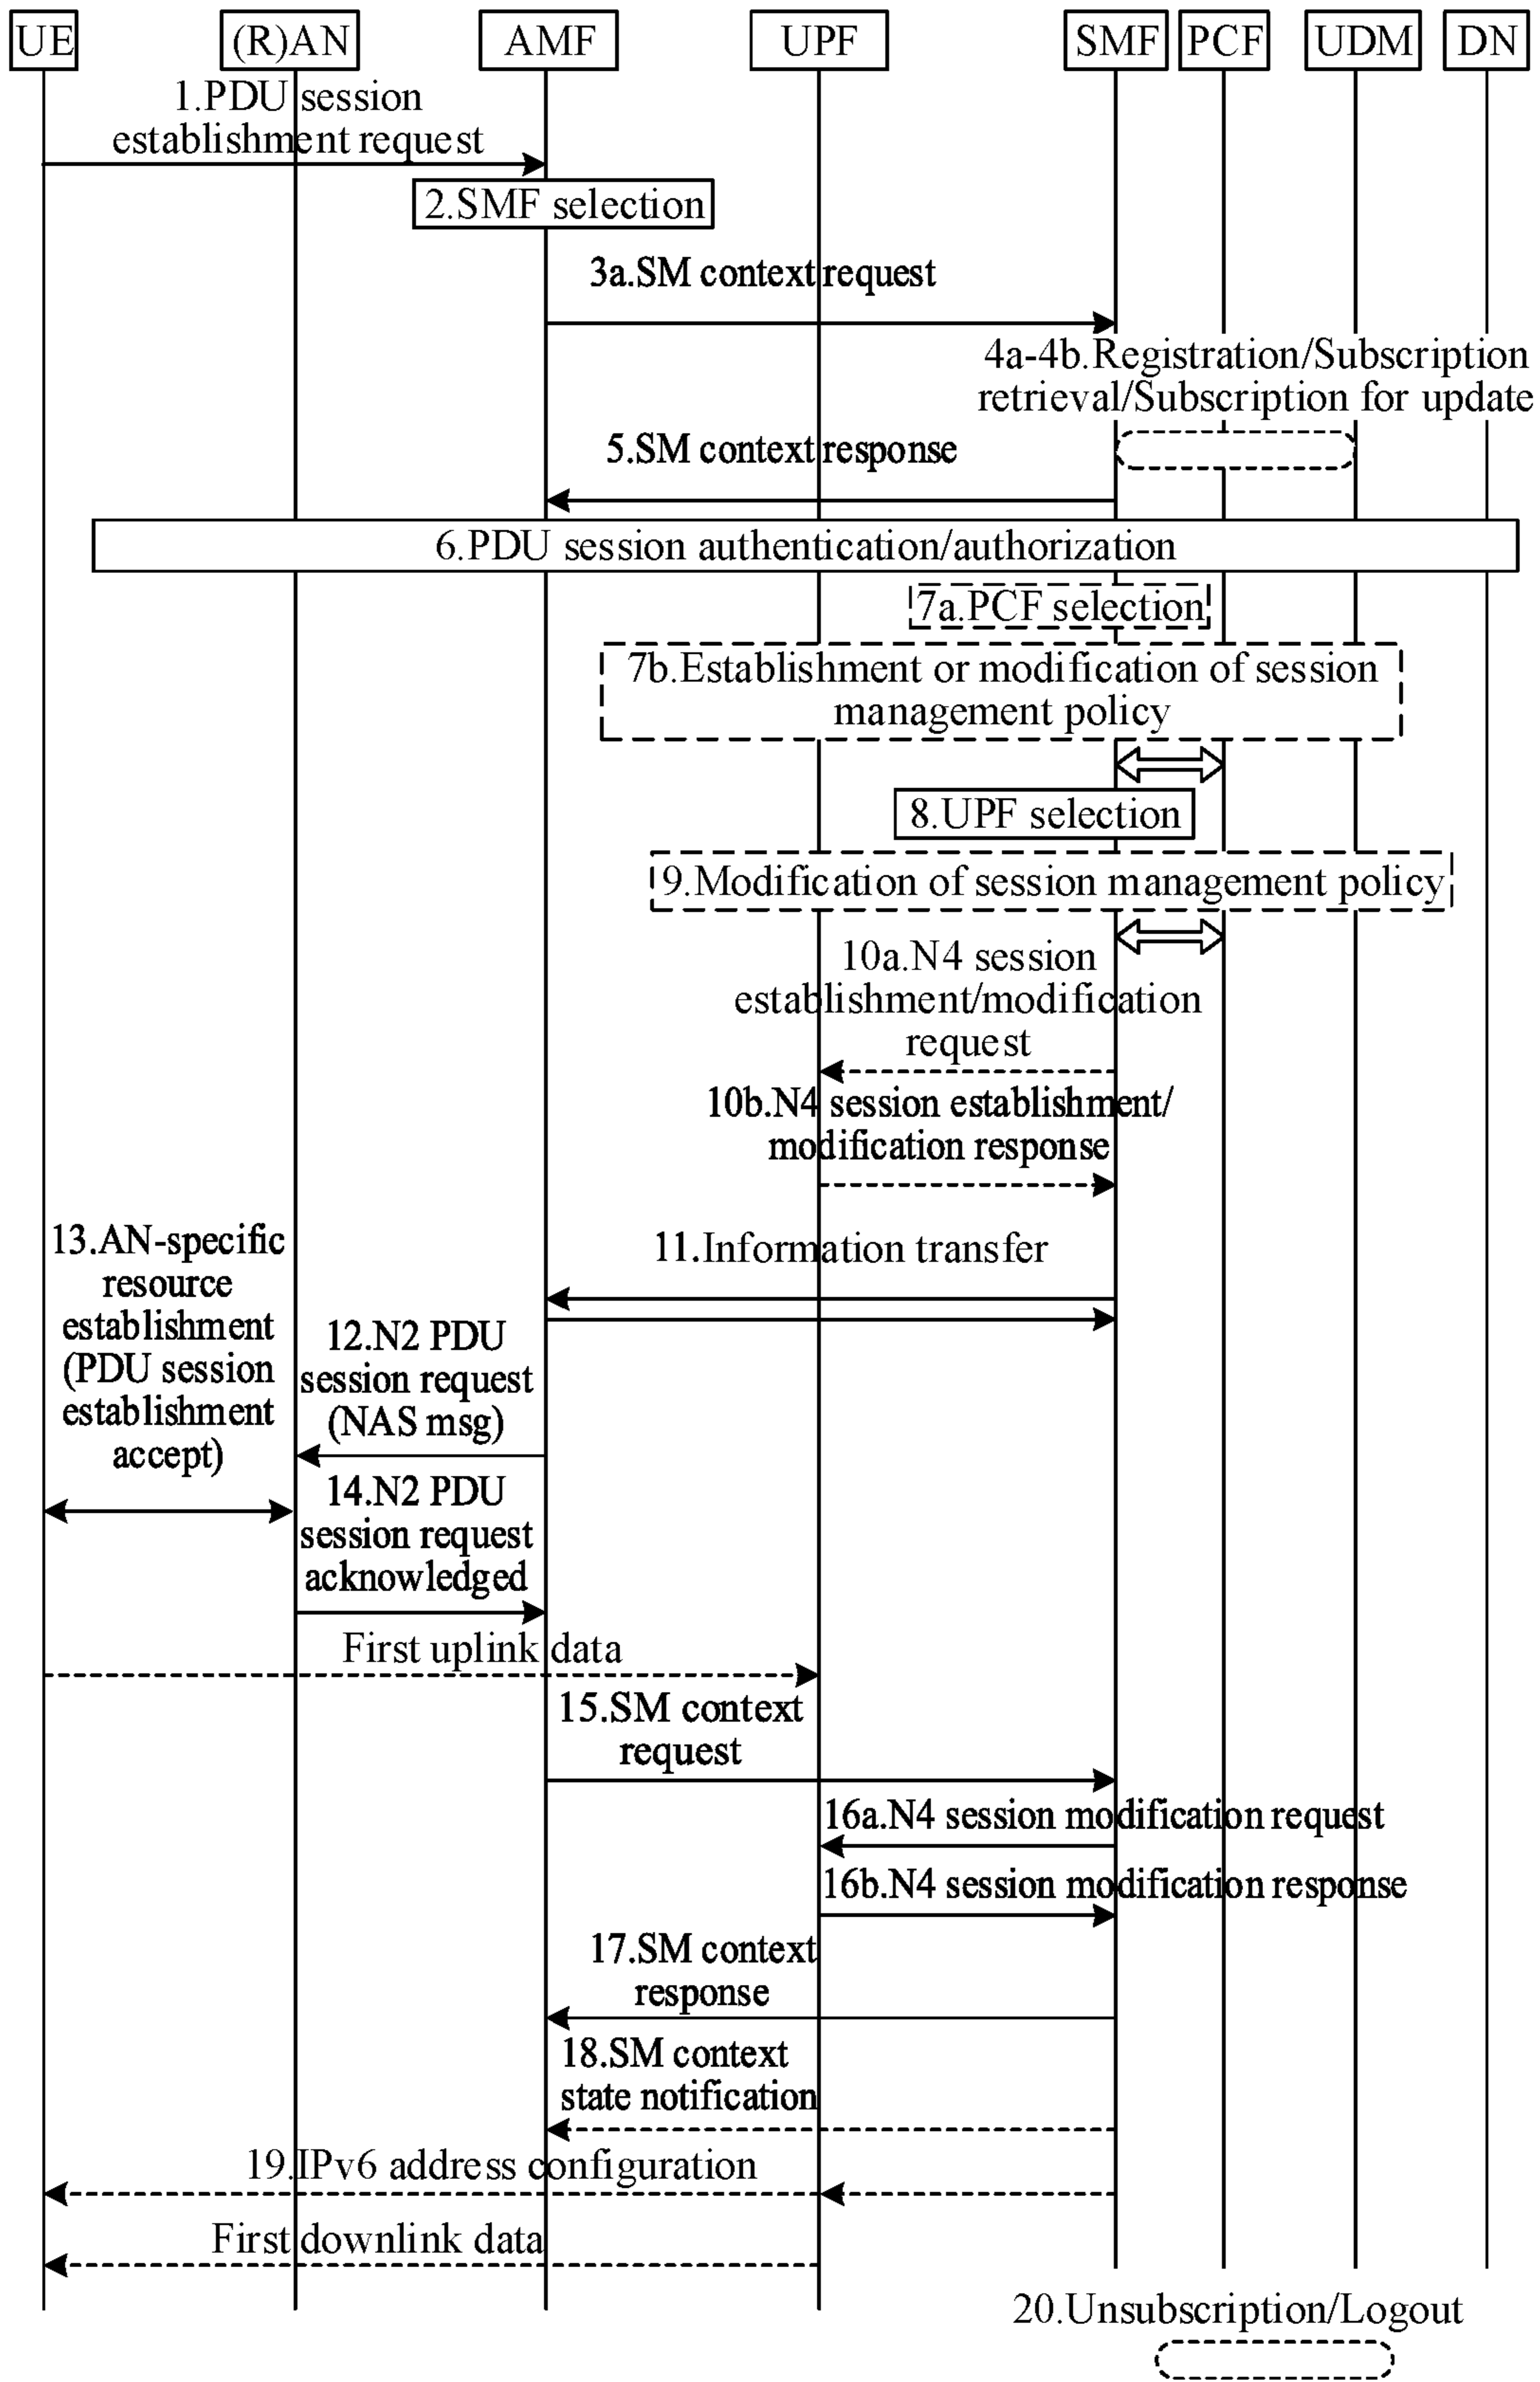 UE
(R)AN
AMF
UPF
SMF
PCF
UDM
DN
1.PDU session
establishment request
2.SMF selection
3a.SM context request
4a-4b.Registration/Subscription
retrieval/Subscription for update
5.SM context response
6.PDU session authentication/authorization
7a.PCF selection
7b.Establishment or modification of session
management policy
8.UPF selection
9.Modification of session management policy
10a.N4 session
establishment/modification
request
10b.N4 session establishment/
modification response
11.Information transfer
13.AN-specific
resource
establishment
(PDU session
establishment
accept)
12.N2 PDU
session request
(NAS msg)
14.N2 PDU
session request
acknowledged
First uplink data
15.SM context
request
16a.N4 session modification request
16b.N4 session modification response
17.SM context
response
18.SM context
state notification
19.IPv6 address configuration
First downlink data
20.Unsubscription/Logout